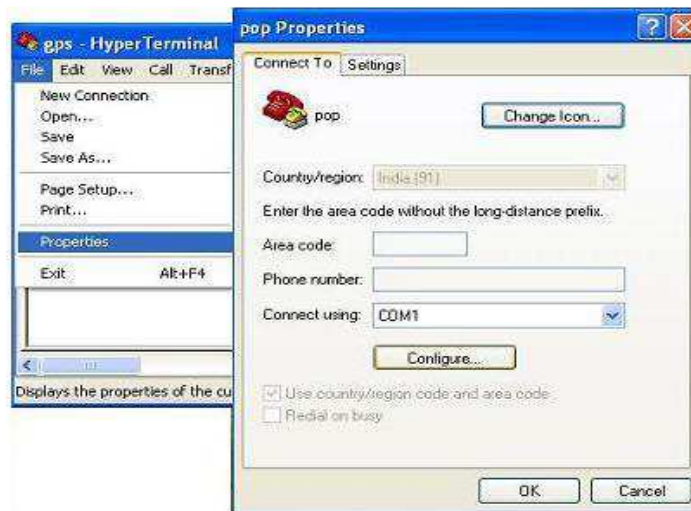 gps - HyperTerminal
File Edit View Call Transf
New Connection
Open...
Save
Save As...
Page Setup...
Print...
Properties
Exit Alt+F4
Displays the properties of the cu
pop Properties
Connect To Settings
pop
Change Icon...
Country/region: India (91)
Enter the area code without the long-distance prefix.
Area code:
Phone number:
Connect using: COM1
Configure...
Use country/region code and area code
Redial on busy
OK Cancel